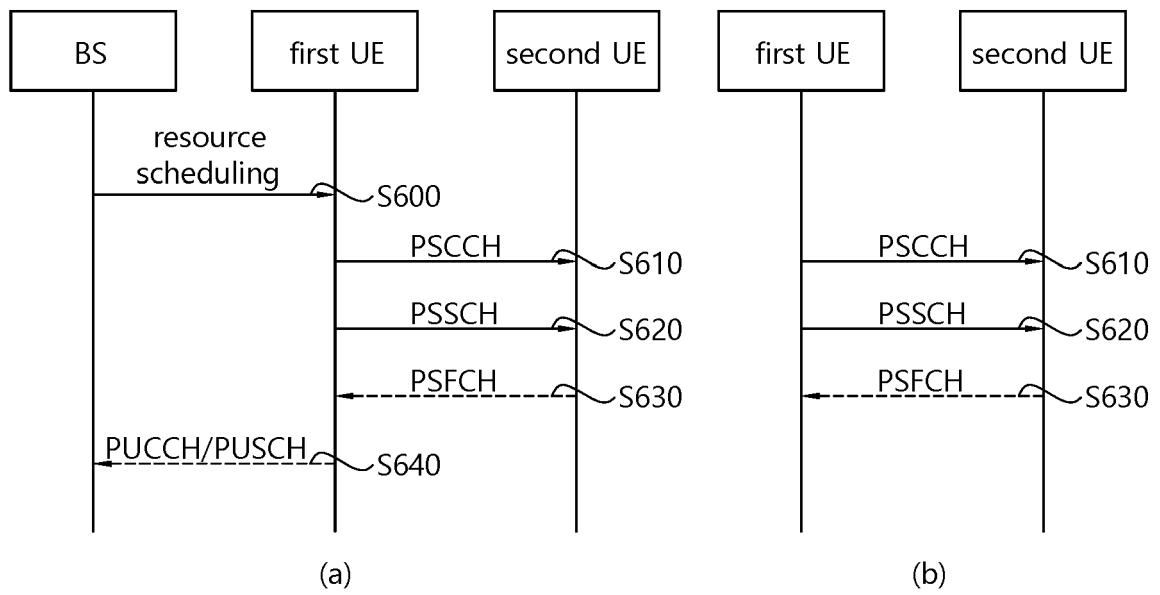 BS
first UE
second UE
resource
scheduling
S600
PSCCH
S610
PSSCH
S620
PSFCH
S630
PUCCH/PUSCH
S640
(a)
first UE
second UE
PSCCH
S610
PSSCH
S620
PSFCH
S630
(b)